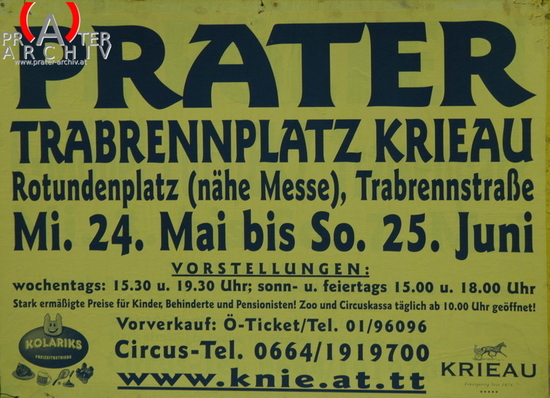 PRATER
ARCHIV
www.prater-archiv.at
PRATER
TRABRENNPLATZ KRIEAU
Rotundenplatz (nähe Messe), Trabrennstraße
Mi. 24. Mai bis So. 25. Juni
VORSTELLUNGEN:
wochentags: 15.30 u. 19.30 Uhr; sonn- u. feiertags 15.00 u. 18.00 Uhr
Stark ermäßigte Preise für Kinder, Behinderte und Pensionisten! Zoo und Circuskassa täglich ab 10.00 Uhr geöffnet!
Vorverkauf: Ö-Ticket/Tel. 01/96096
Circus-Tel. 0664/1919700
www.knie.at.tt
KOLARIKS
FREIZEITBETRIEBE
KRIEAU